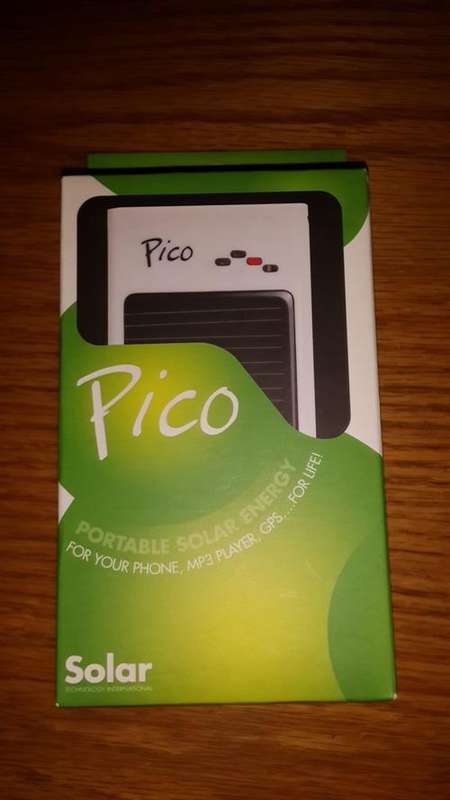 Pico
Pico
PORTABLE SOLAR ENERGY
FOR YOUR PHONE, MP3 PLAYER, GPS....FOR LIFE!
Solar
TECHNOLOGY INTERNATIONAL